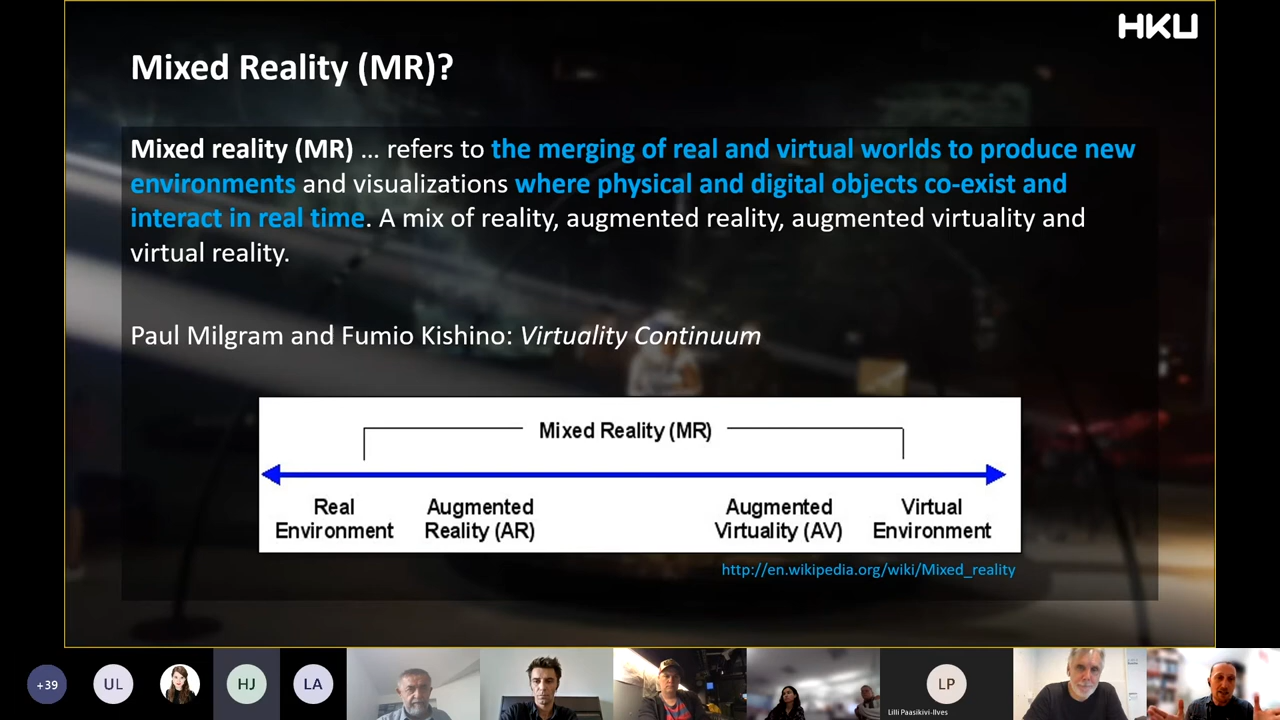 HKU
Mixed Reality (MR)?
Mixed reality (MR) ... refers to the merging of real and virtual worlds to produce new
environments and visualizations where physical and digital objects co-exist and
interact in real time. A mix of reality, augmented reality, augmented virtuality and
virtual reality.
Paul Milgram and Fumio Kishino: Virtuality Continuum
Mixed Reality (MR)
Real Environment
Augmented Reality (AR)
Augmented Virtuality (AV)
Virtual Environment
http://en.wikipedia.org/wiki/Mixed_reality
+39
UL
HJ
LA
LP
Lilli Paasikivi-Ilves